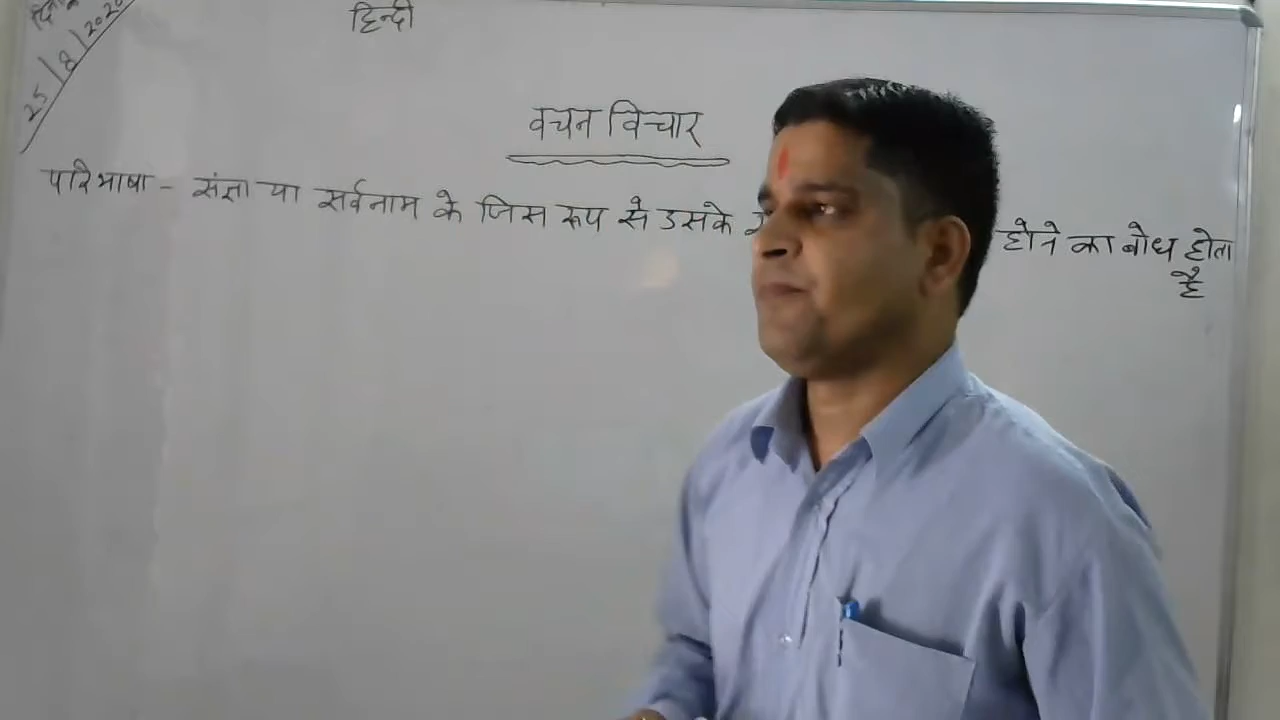 25/8/2020
हिन्दी
वचन विचार
परिभाषा - संज्ञा या सर्वनाम के जिस रूप से उसके होने का बोध होता
है